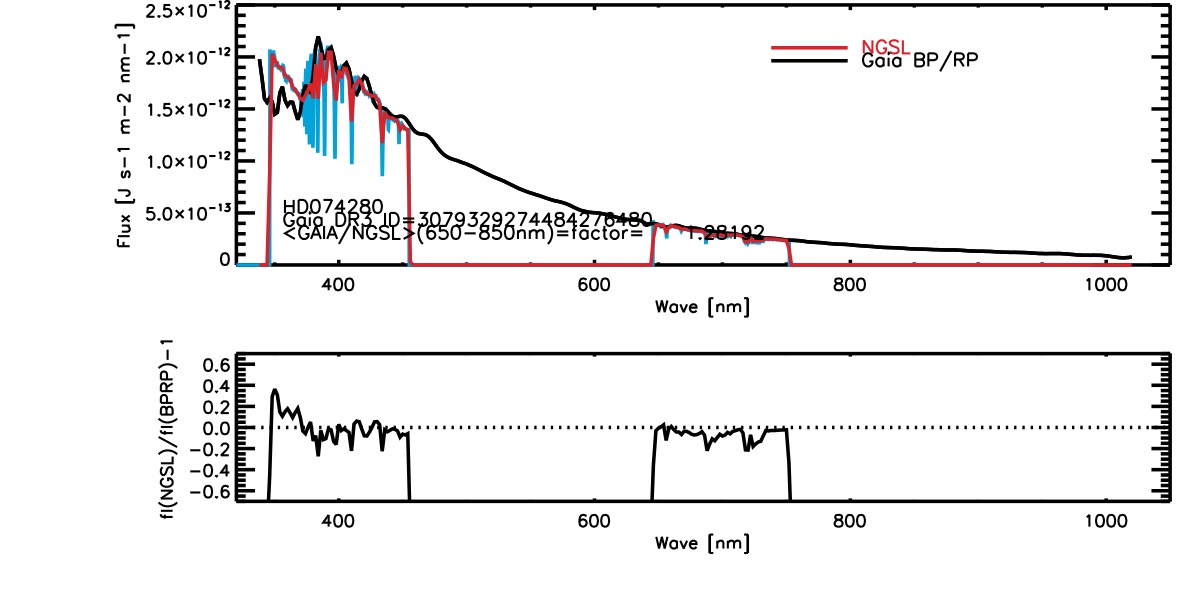 2.5×10⁻¹²
2.0×10⁻¹²
1.5×10⁻¹²
1.0×10⁻¹²
5.0×10⁻¹³
0
Flux [J s−1 m−2 nm−1]
NGSL
Gaia BP/RP
HD074280
Gaia DR3 ID=3079329274484276480
<GAIA/NGSL>(650−850nm)=factor= 1.28192
400 600 800 1000
Wave [nm]
fl(NGSL)/fl(BPRP)−1
0.6
0.4
0.2
0.0
−0.2
−0.4
−0.6
400 600 800 1000
Wave [nm]